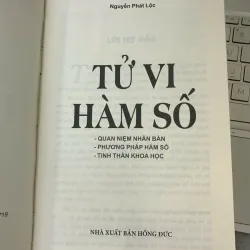 Nguyễn Phát Lộc
TỬ VI
HÀM SỐ
- QUAN NIỆM NHÂN BẢN
- PHƯƠNG PHÁP HÀM SỐ
- TINH THẦN KHOA HỌC
NHÀ XUẤT BẢN HỒNG ĐỨC